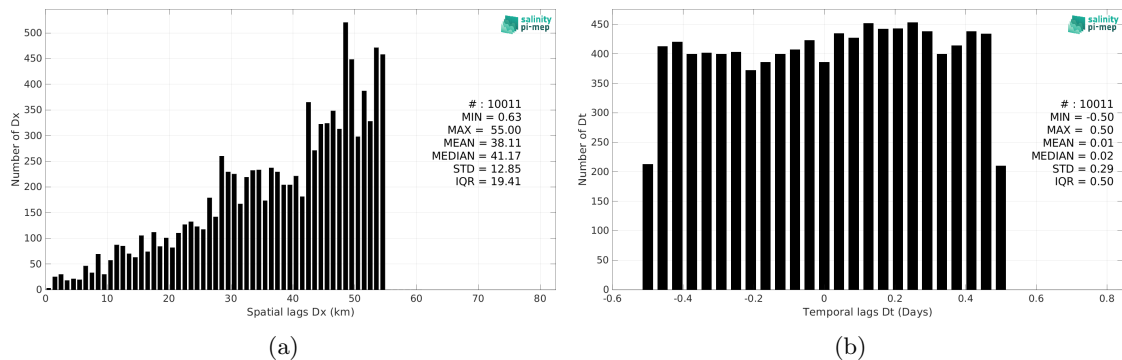 salinity
pi-mep
Number of Dx
500
450
400
350
300
250
200
150
100
50
0
# : 10011
MIN = 0.63
MAX = 55.00
MEAN = 38.11
MEDIAN = 41.17
STD = 12.85
IQR = 19.41
0 10 20 30 40 50 60 70 80
Spatial lags Dx (km)
(a)
salinity
pi-mep
Number of Dt
450
400
350
300
250
200
150
100
50
0
# : 10011
MIN = -0.50
MAX = 0.50
MEAN = 0.01
MEDIAN = 0.02
STD = 0.29
IQR = 0.50
-0.6 -0.4 -0.2 0 0.2 0.4 0.6 0.8
Temporal lags Dt (Days)
(b)